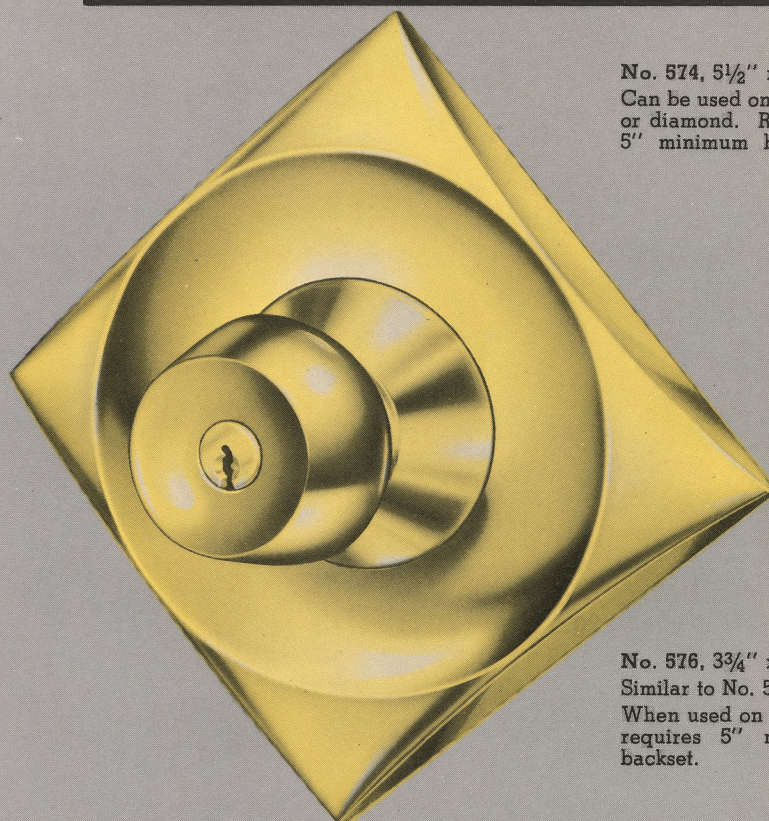 No. 574, 5½"
Can be used on
or diamond.
5" minimum
No. 576, 3¾"
Similar to No. 5
When used on
requires 5"
backset.